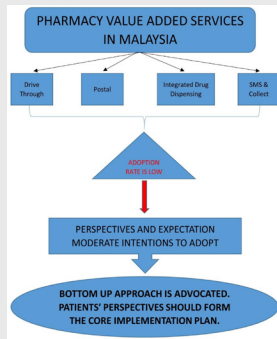 PHARMACY VALUE ADDED SERVICES
IN MALAYSIA
Drive
Through
Postal
Integrated Drug
Dispensing
SMS &
Collect
ADOPTION
RATE IS LOW
PERSPECTIVES AND EXPECTATION
MODERATE INTENTIONS TO ADOPT
BOTTOM UP APPROACH IS ADVOCATED.
PATIENTS' PERSPECTIVES SHOULD FORM
THE CORE IMPLEMENTATION PLAN.